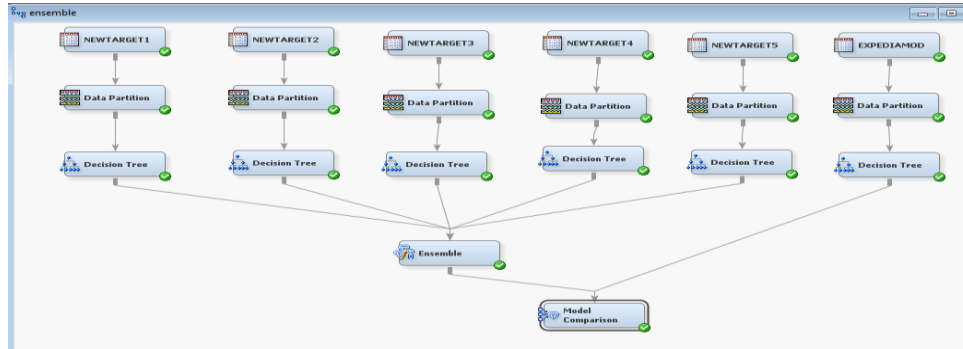 ensemble
NEWTARGET1 NEWTARGET2 NEWTARGET3 NEWTARGET4 NEWTARGET5 EXPEDIAMOD
Data Partition Data Partition Data Partition Data Partition Data Partition Data Partition
Decision Tree Decision Tree Decision Tree Decision Tree Decision Tree Decision Tree
Ensemble
Model
Comparison